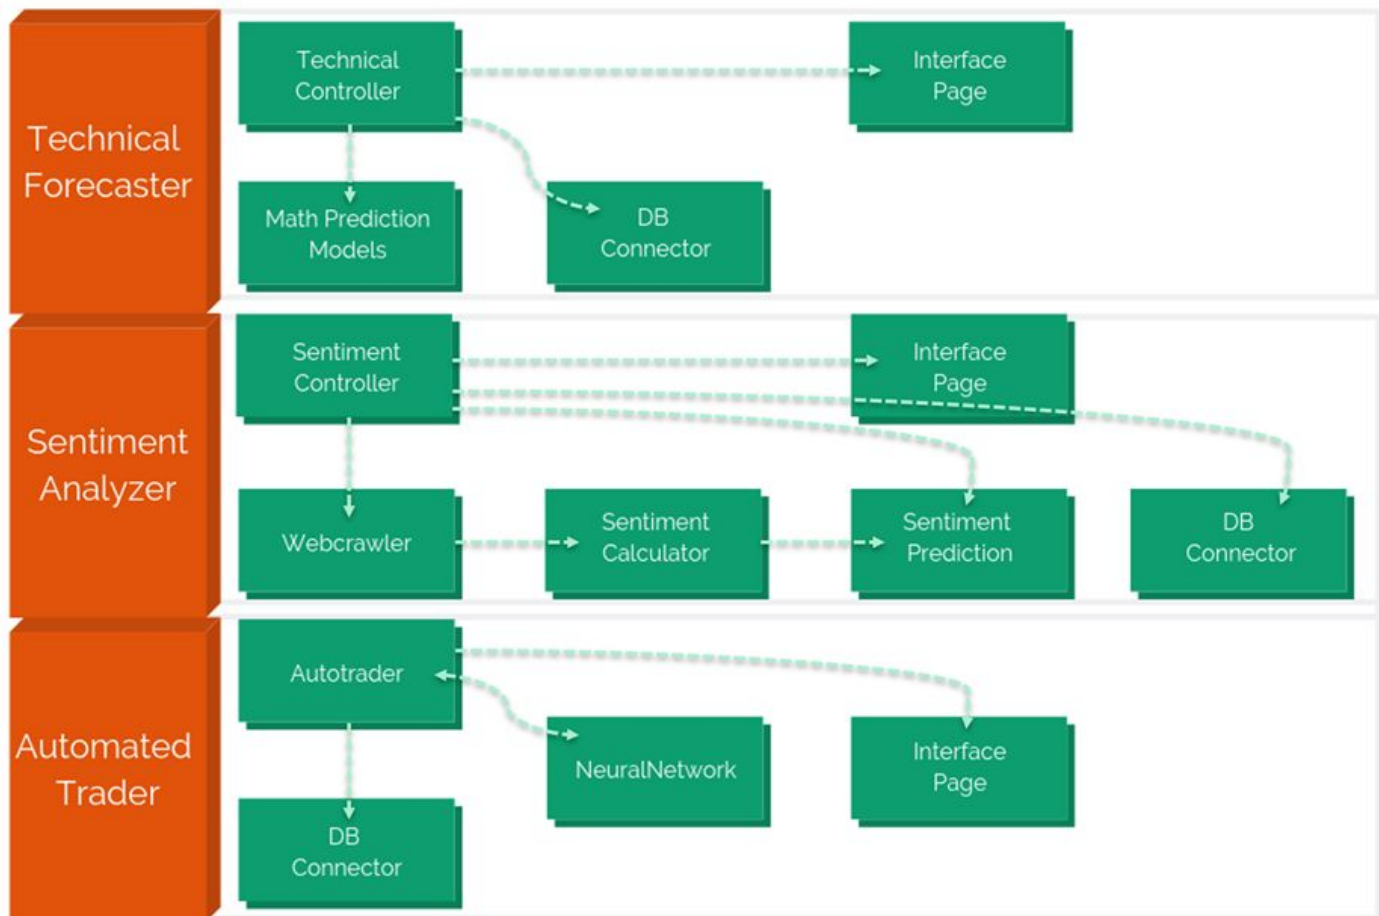 Technical
Forecaster
Technical
Controller
Interface
Page
Math Prediction
Models
DB
Connector
Sentiment
Analyzer
Sentiment
Controller
Interface
Page
Webcrawler
Sentiment
Calculator
Sentiment
Prediction
DB
Connector
Automated
Trader
Autotrader
NeuralNetwork
Interface
Page
DB
Connector